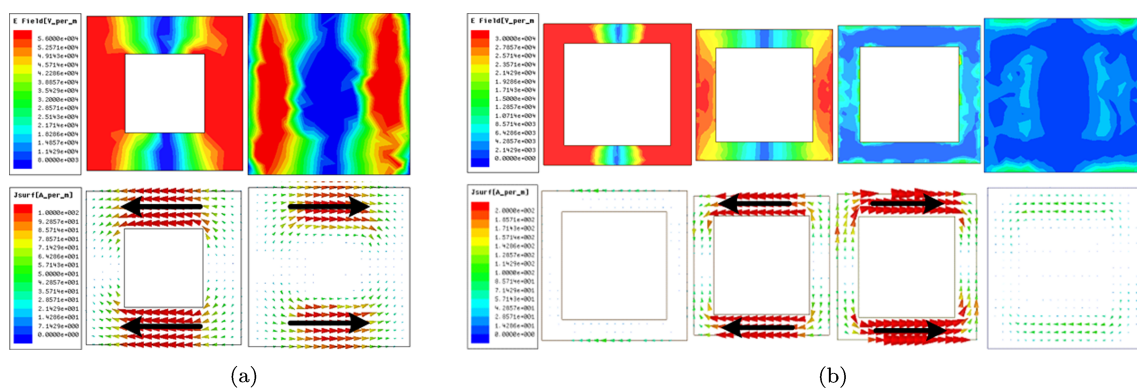 E Field[V_per_m
5.6000e+004
5.2571e+004
4.9143e+004
4.5714e+004
4.2286e+004
3.8857e+004
3.5429e+004
3.2000e+004
2.8571e+004
2.5143e+004
2.1714e+004
1.8286e+004
1.4857e+004
1.1429e+004
8.0000e+003
Jsurf[A_per_m]
1.0000e+002
9.2857e+001
8.5714e+001
7.8571e+001
7.1429e+001
6.4286e+001
5.7143e+001
5.0000e+001
4.2857e+001
3.5714e+001
2.8571e+001
2.1429e+001
1.4286e+001
7.1429e+000
0.0000e+000
(a)
E Field[V_per_m
3.0000e+004
2.7857e+004
2.5714e+004
2.3571e+004
2.1429e+004
1.9286e+004
1.7143e+004
1.5000e+004
1.2857e+004
1.0714e+004
8.5714e+003
6.4286e+003
4.2857e+003
2.1429e+003
0.0000e+000
Jsurf[A_per_m]
2.0000e+002
1.8571e+002
1.7143e+002
1.5714e+002
1.4286e+002
1.2857e+002
1.1429e+002
1.0000e+002
8.5714e+001
7.1429e+001
5.7143e+001
4.2857e+001
2.8571e+001
1.4286e+001
0.0000e+000
(b)